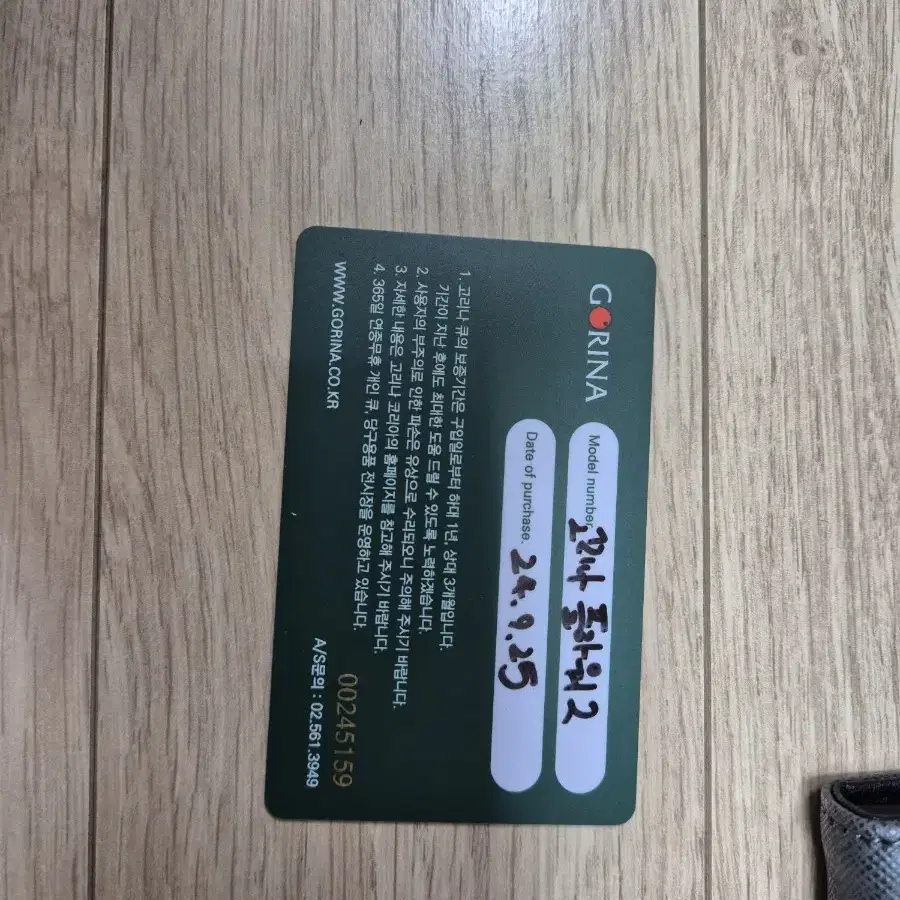 GORINA
Model number.
고리나 플라워 2
Date of purchase. 24.9.25
1. 고리나 큐의 보증기간은 구입일로부터 하대 1년, 상대 3개월입니다.
기간이 지난 후에도 최대한 도움 드릴 수 있도록 노력하겠습니다.
2. 사용자의 부주의로 인한 파손은 유상으로 수리되오니 주의해 주시기 바랍니다.
3. 자세한 내용은 고리나 코리아의 홈페이지를 참고해 주시기 바랍니다.
4. 365일 연중무휴 개인 큐, 당구용품 전시장을 운영하고 있습니다.
00245159
WWW.GORINA.CO.KR
A/S문의 : 02.561.3949